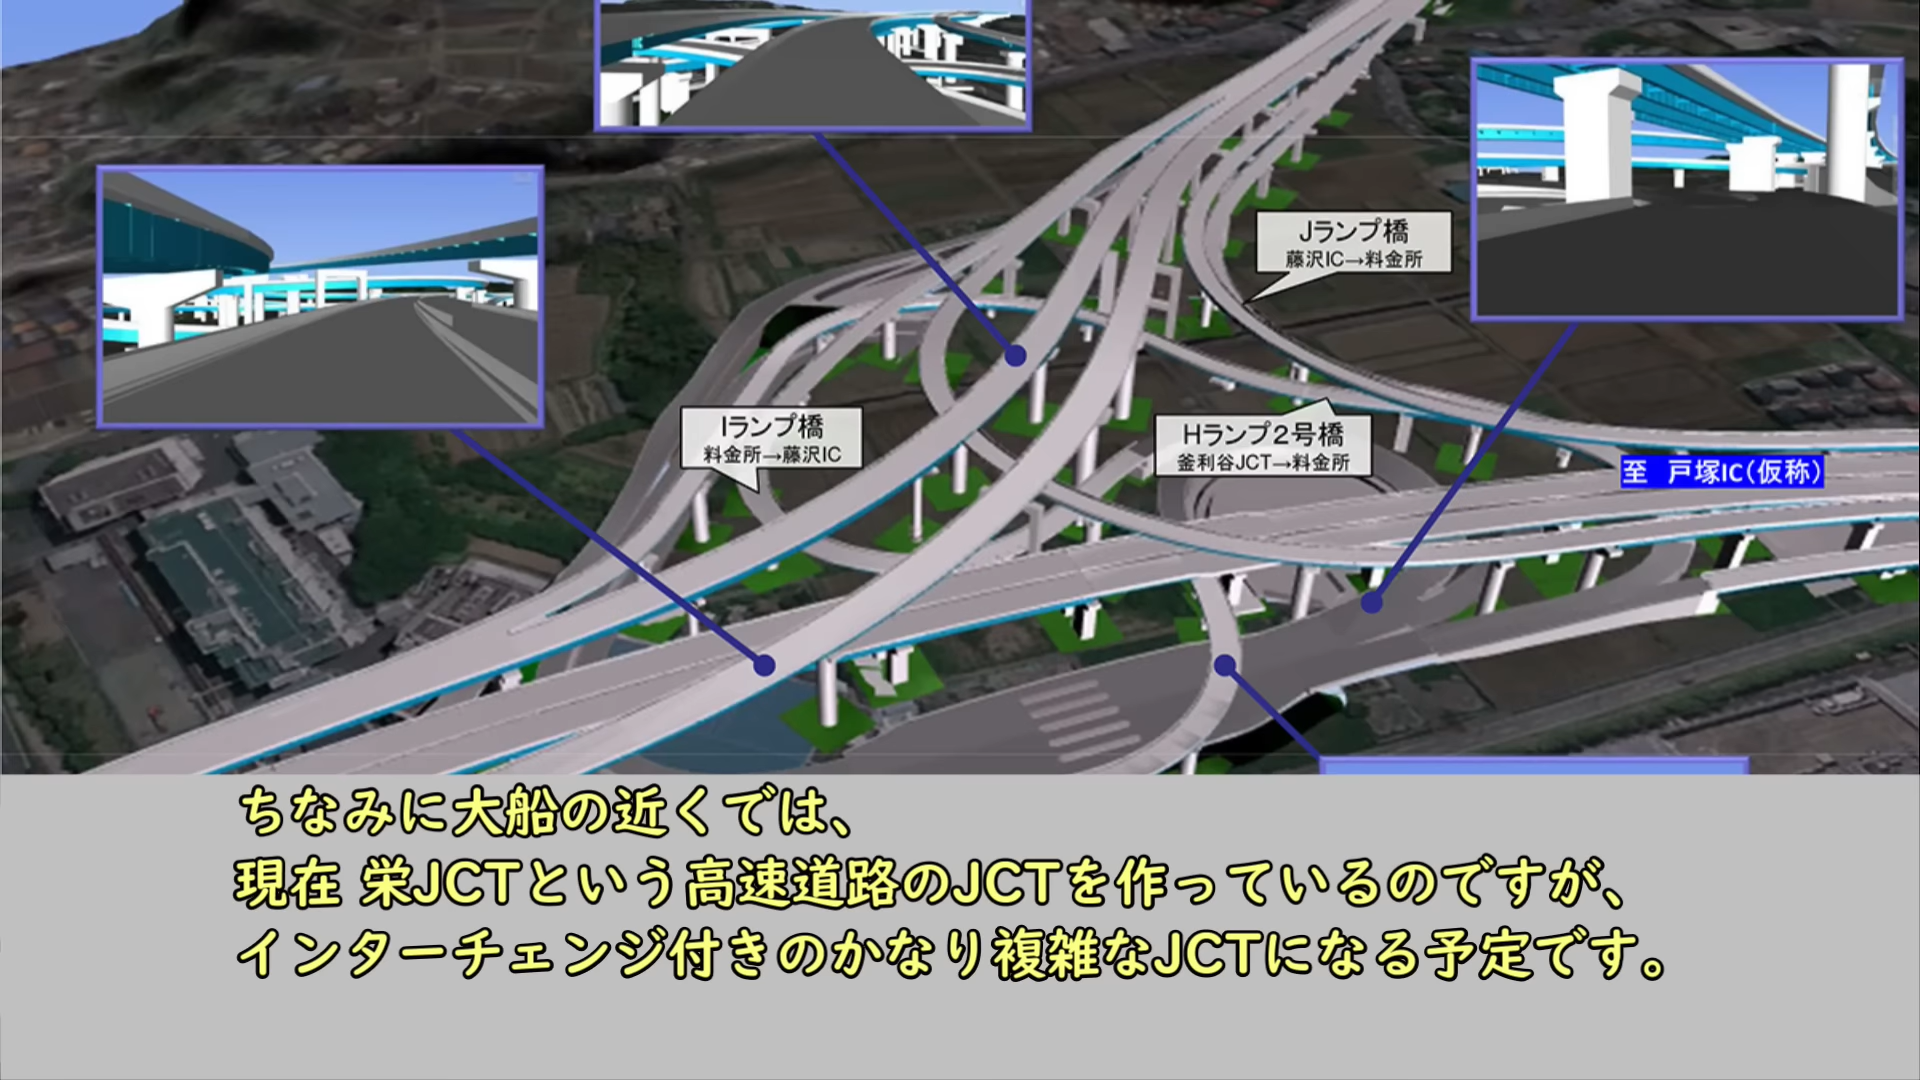 Jランプ橋
藤沢IC→料金所
Iランプ橋
料金所→藤沢IC
Hランプ2号橋
釜利谷JCT→料金所
至 戸塚IC(仮称)
ちなみに大船の近くでは、
現在 栄JCTという高速道路のJCTを作っているのですが、
インターチェンジ付きのかなり複雑なJCTになる予定です。